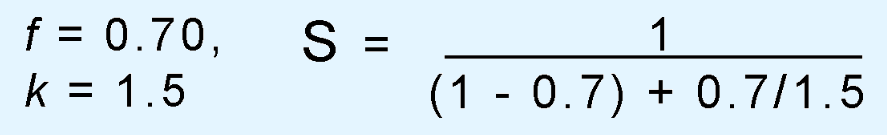 f = 0.70,
k = 1.5
S = 1
(1 - 0.7) + 0.7/1.5